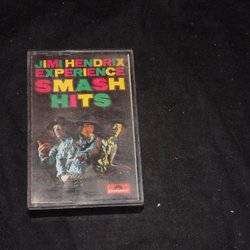 JIMI HENDRIX
EXPERIENCE
SMASH
HITS